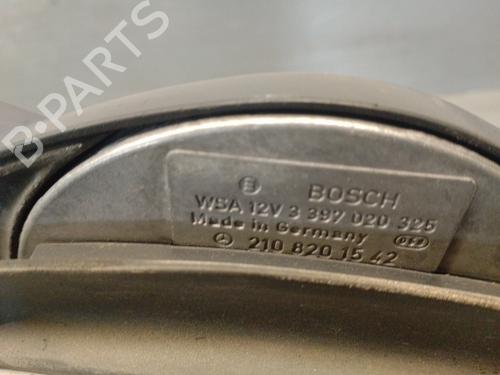 BOSCH
WSA 12V 3 397 020 325
Made in Germany
210 820 15 42
B-PARTS